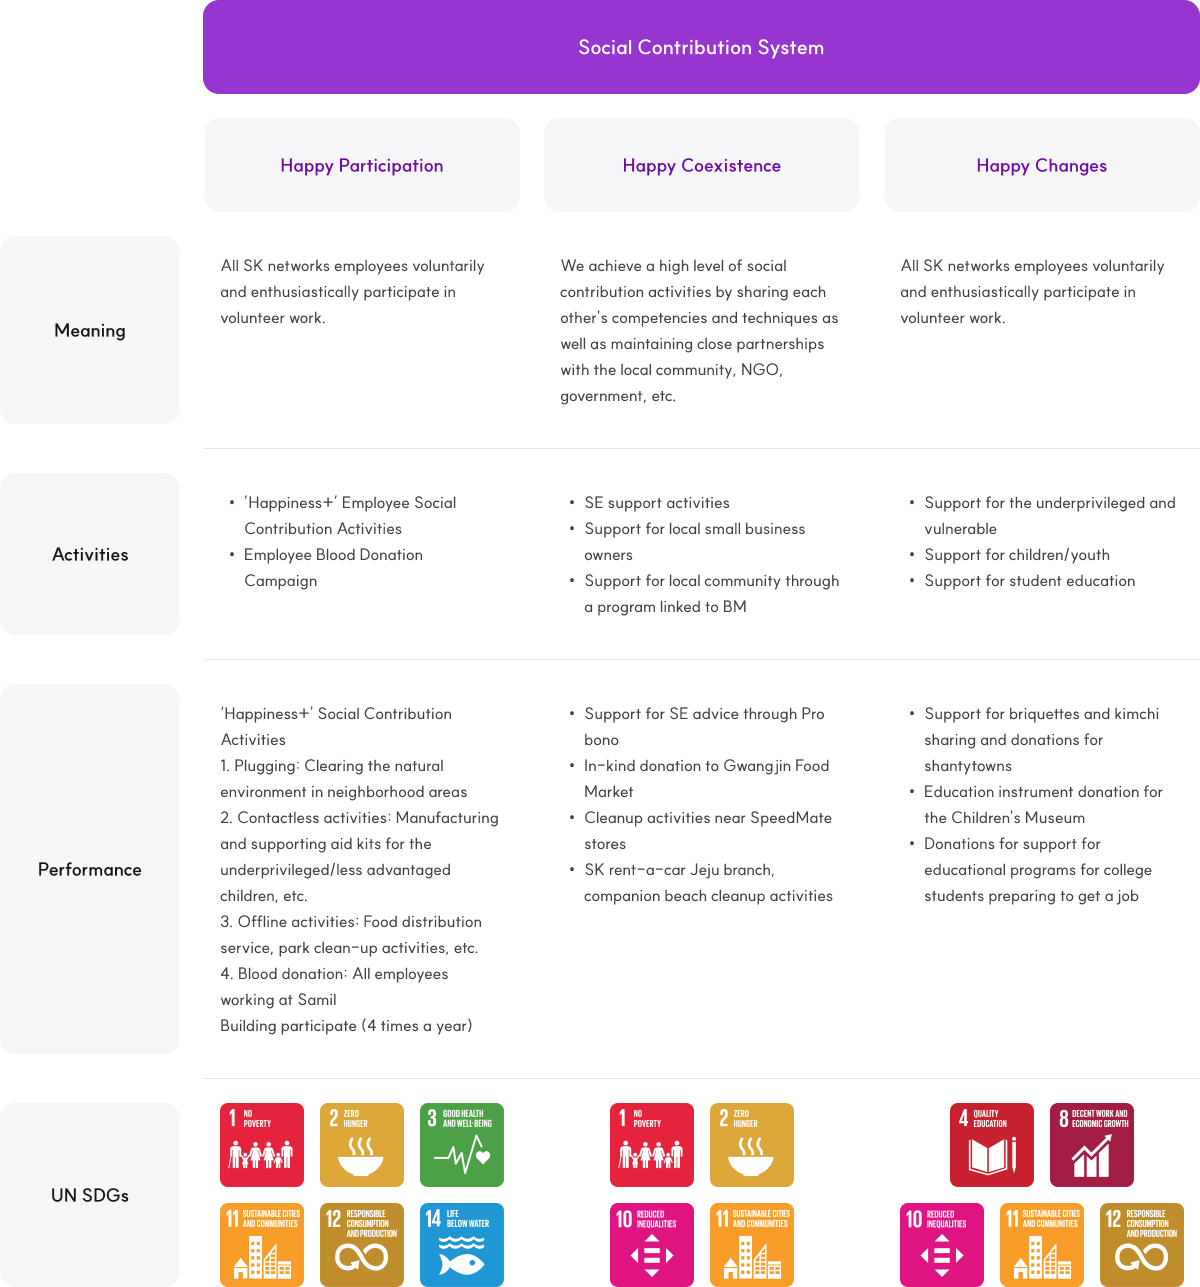 Social Contribution System
Happy Participation
Happy Coexistence
Happy Changes
Meaning
All SK networks employees voluntarily
and enthusiastically participate in
volunteer work.
We achieve a high level of social
contribution activities by sharing each
other's competencies and techniques as
well as maintaining close partnerships
with the local community, NGO,
government, etc.
All SK networks employees voluntarily
and enthusiastically participate in
volunteer work.
Activities
• 'Happiness+' Employee Social
Contribution Activities
• Employee Blood Donation
Campaign
• SE support activities
• Support for local small business
owners
• Support for local community through
a program linked to BM
• Support for the underprivileged and
vulnerable
• Support for children/youth
• Support for student education
Performance
'Happiness+' Social Contribution
Activities
1. Plugging: Clearing the natural
environment in neighborhood areas
2. Contactless activities: Manufacturing
and supporting aid kits for the
underprivileged/less advantaged
children, etc.
3. Offline activities: Food distribution
service, park clean-up activities, etc.
4. Blood donation: All employees
working at Samil
Building participate (4 times a year)
• Support for SE advice through Pro
bono
• In-kind donation to Gwangjin Food
Market
• Cleanup activities near SpeedMate
stores
• SK rent-a-car Jeju branch,
companion beach cleanup activities
• Support for briquettes and kimchi
sharing and donations for
shantytowns
• Education instrument donation for
the Children's Museum
• Donations for support for
educational programs for college
students preparing to get a job
UN SDGs
1 NO
POVERTY
2 ZERO
HUNGER
3 GOOD HEALTH
AND WELL-BEING
11 SUSTAINABLE CITIES
AND COMMUNITIES
12 RESPONSIBLE
CONSUMPTION
AND PRODUCTION
14 LIFE
BELOW WATER
1 NO
POVERTY
2 ZERO
HUNGER
10 REDUCED
INEQUALITIES
11 SUSTAINABLE CITIES
AND COMMUNITIES
4 QUALITY
EDUCATION
8 DECENT WORK AND
ECONOMIC GROWTH
10 REDUCED
INEQUALITIES
11 SUSTAINABLE CITIES
AND COMMUNITIES
12 RESPONSIBLE
CONSUMPTION
AND PRODUCTION